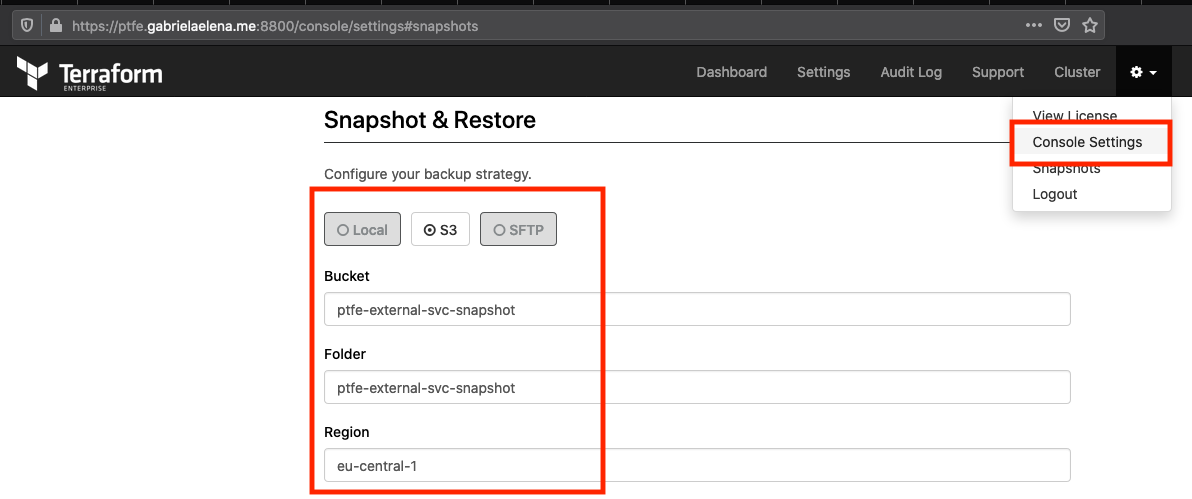 https://ptfe.gabrielaelena.me:8800/console/settings#snapshots
Terraform
ENTERPRISE
Dashboard
Settings
Audit Log
Support
Cluster
View License
Console Settings
Snapshots
Logout
Snapshot & Restore
Configure your backup strategy.
Local
S3
SFTP
Bucket
ptfe-external-svc-snapshot
Folder
ptfe-external-svc-snapshot
Region
eu-central-1